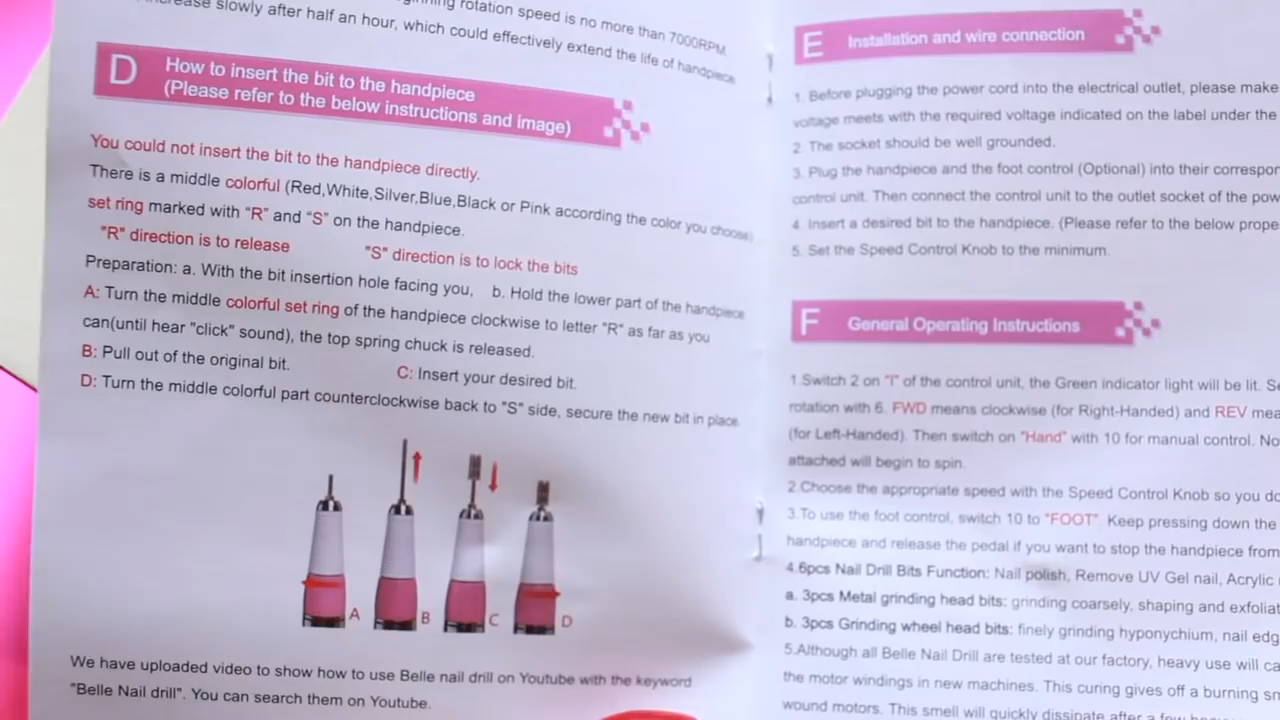 rotation speed is no more than 7000RPM.
slowly after half an hour, which could effectively extend the life of handpiece
D How to insert the bit to the handpiece
(Please refer to the below instructions and image)
You could not insert the bit to the handpiece directly.
There is a middle colorful (Red,White,Silver,Blue,Black or Pink according the color you choose)
set ring marked with "R" and "S" on the handpiece.
"R" direction is to release "S" direction is to lock the bits
Preparation: a. With the bit insertion hole facing you, b. Hold the lower part of the handpiece
A: Turn the middle colorful set ring of the handpiece clockwise to letter "R" as far as you
can(until hear "click" sound), the top spring chuck is released.
B: Pull out of the original bit. C: Insert your desired bit.
D: Turn the middle colorful part counterclockwise back to "S" side, secure the new bit in place.
A B C D
We have uploaded video to show how to use Belle nail drill on Youtube with the keyword
"Belle Nail drill". You can search them on Youtube.
E Installation and wire connection
1. Before plugging the power cord into the electrical outlet, please make
voltage meets with the required voltage indicated on the label under the
2. The socket should be well grounded.
3. Plug the handpiece and the foot control (Optional) into their
control unit. Then connect the control unit to the outlet socket of the
4. Insert a desired bit to the handpiece. (Please refer to the below
5. Set the Speed Control Knob to the minimum.
F General Operating Instructions
1.Switch 2 on "I" of the control unit, the Green indicator light will be lit.
rotation with 6. FWD means clockwise (for Right-Handed) and REV
(for Left-Handed). Then switch on "Hand" with 10 for manual control.
attached will begin to spin.
2.Choose the appropriate speed with the Speed Control Knob so you
3.To use the foot control, switch 10 to "FOOT". Keep pressing down the
handpiece and release the pedal if you want to stop the handpiece from
4.6pcs Nail Drill Bits Function: Nail polish, Remove UV Gel nail, Acrylic
a. 3pcs Metal grinding head bits: grinding coarsely, shaping and
b. 3pcs Grinding wheel head bits: finely grinding hyponychium, nail
5.Although all Belle Nail Drill are tested at our factory, heavy use will
the motor windings in new machines. This curing gives off a burning
wound motors. This smell will quickly dissipate after a few